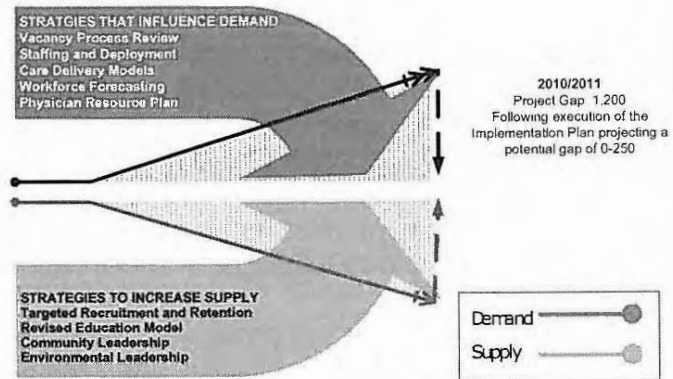 STRATGIES THAT INFLUENCE DEMAND
Vacancy Process Review
Staffing and Deployment
Care Delivery Models
Workforce Forecasting
Physician Resource Plan
2010/2011
Project Gap 1,200
Following execution of the
Implementation Plan projecting a
potential gap of 0-250
STRATEGIES TO INCREASE SUPPLY
Targeted Recruitment and Retention
Revised Education Model
Community Leadership
Environmental Leadership
Demand
Supply